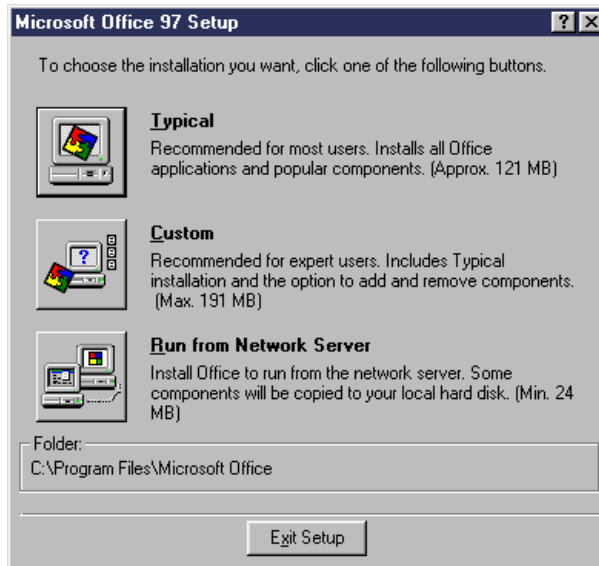 Microsoft Office 97 Setup
To choose the installation you want, click one of the following buttons.
Typical
Recommended for most users. Installs all Office
applications and popular components. (Approx. 121 MB)
Custom
Recommended for expert users. Includes Typical
installation and the option to add and remove components.
(Max. 191 MB)
Run from Network Server
Install Office to run from the network server. Some
components will be copied to your local hard disk. (Min. 24
MB)
Folder:
C:\Program Files\Microsoft Office
Exit Setup